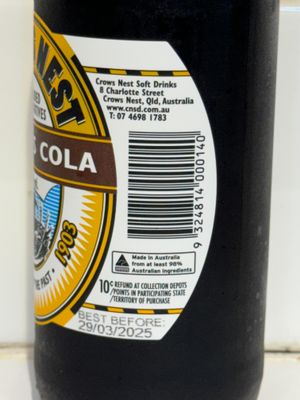 NEST
COLA
1903
PAST •
Crows Nest Soft Drinks
8 Charlotte Street
Crows Nest, Qld, Australia
www.cnsd.com.au
T: 07 4698 1783
9 324814 000140
Made in Australia
from at least 98%
Australian ingredients
10¢ REFUND AT COLLECTION DEPOTS
/POINTS IN PARTICIPATING STATE
/TERRITORY OF PURCHASE
BEST BEFORE:
29/03/2025